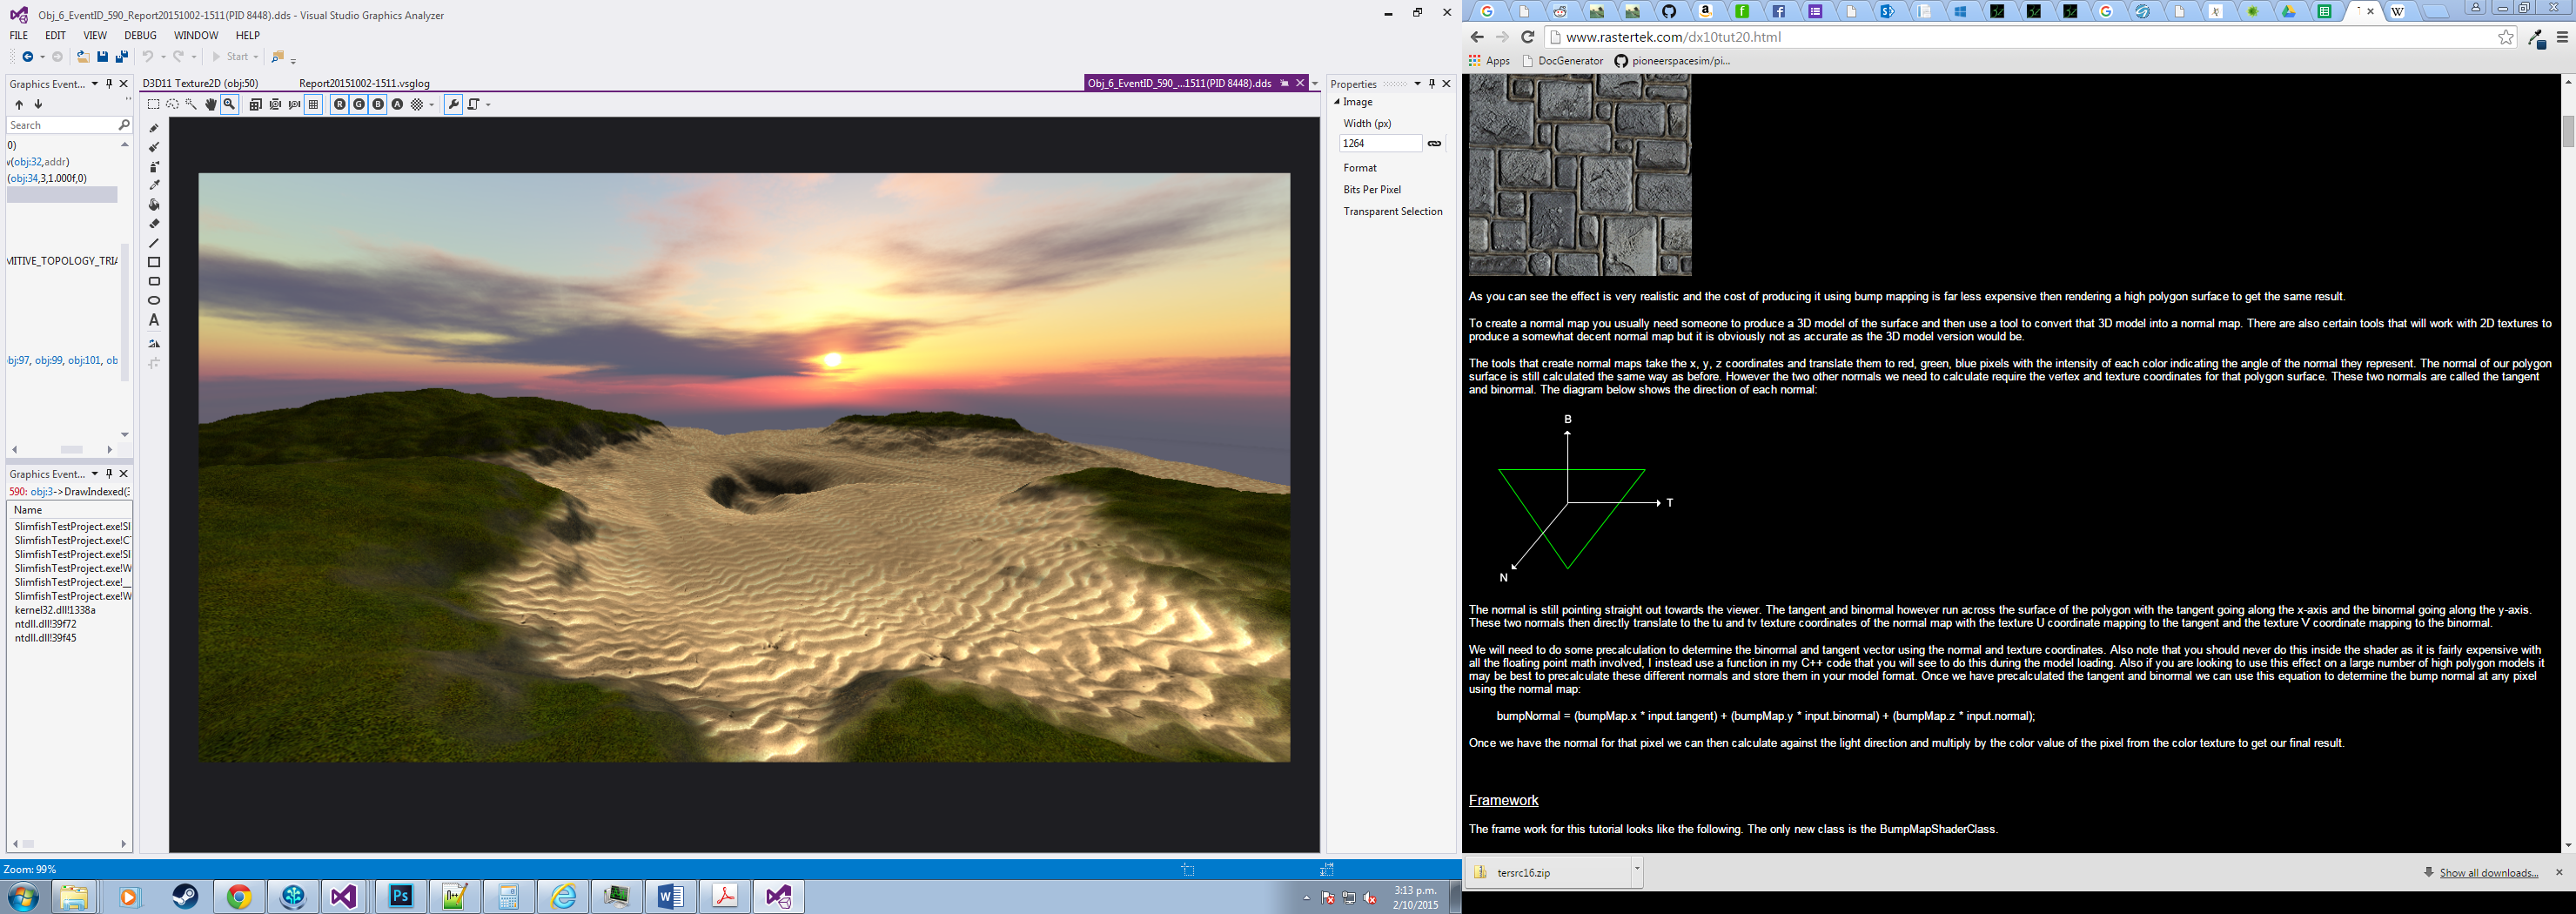 Obj_6_EventID_590_Report20151002-1511(PID 8448).dds - Visual Studio Graphics Analyzer
FILE EDIT VIEW DEBUG WINDOW HELP
Start
Graphics Event...
Search
0)
(obj:32,addr)
(obj:34,3,1.000f,0)
MITIVE_TOPOLOGY_TRIA
obj:97, obj:99, obj:101, ob
Graphics Event...
590: obj:3->DrawIndexed(3
Name
SlimfishTestProject.exe!Sl
SlimfishTestProject.exe!C
SlimfishTestProject.exe!Sl
SlimfishTestProject.exe!W
SlimfishTestProject.exe!__
SlimfishTestProject.exe!W
kernel32.dll!1338a
ntdll.dll!39f72
ntdll.dll!39f45
D3D11 Texture2D (obj:50) Report20151002-1511.vsglog Obj_6_EventID_590_...1511(PID 8448).dds
R G B A
A
Properties
Image
Width (px)
1264
Format
Bits Per Pixel
Transparent Selection
Zoom: 99%
3:13 p.m.
2/10/2015
www.rastertek.com/dx10tut20.html
Apps DocGenerator pioneerspacesim/pi...
As you can see the effect is very realistic and the cost of producing it using bump mapping is far less expensive then rendering a high polygon surface to get the same result.
To create a normal map you usually need someone to produce a 3D model of the surface and then use a tool to convert that 3D model into a normal map. There are also certain tools that will work with 2D textures to
produce a somewhat decent normal map but it is obviously not as accurate as the 3D model version would be.
The tools that create normal maps take the x, y, z coordinates and translate them to red, green, blue pixels with the intensity of each color indicating the angle of the normal they represent. The normal of our polygon
surface is still calculated the same way as before. However the two other normals we need to calculate require the vertex and texture coordinates for that polygon surface. These two normals are called the tangent
and binormal. The diagram below shows the direction of each normal:
B
T
N
The normal is still pointing straight out towards the viewer. The tangent and binormal however run across the surface of the polygon with the tangent going along the x-axis and the binormal going along the y-axis.
These two normals then directly translate to the tu and tv texture coordinates of the normal map with the texture U coordinate mapping to the tangent and the texture V coordinate mapping to the binormal.
We will need to do some precalculation to determine the binormal and tangent vector using the normal and texture coordinates. Also note that you should never do this inside the shader as it is fairly expensive with
all the floating point math involved, I instead use a function in my C++ code that you will see to do this during the model loading. Also if you are looking to use this effect on a large number of high polygon models it
may be best to precalculate these different normals and store them in your model format. Once we have precalculated the tangent and binormal we can use this equation to determine the bump normal at any pixel
using the normal map:
bumpNormal = (bumpMap.x * input.tangent) + (bumpMap.y * input.binormal) + (bumpMap.z * input.normal);
Once we have the normal for that pixel we can then calculate against the light direction and multiply by the color value of the pixel from the color texture to get our final result.
Framework
The frame work for this tutorial looks like the following. The only new class is the BumpMapShaderClass.
tersrc16.zip
Show all downloads...